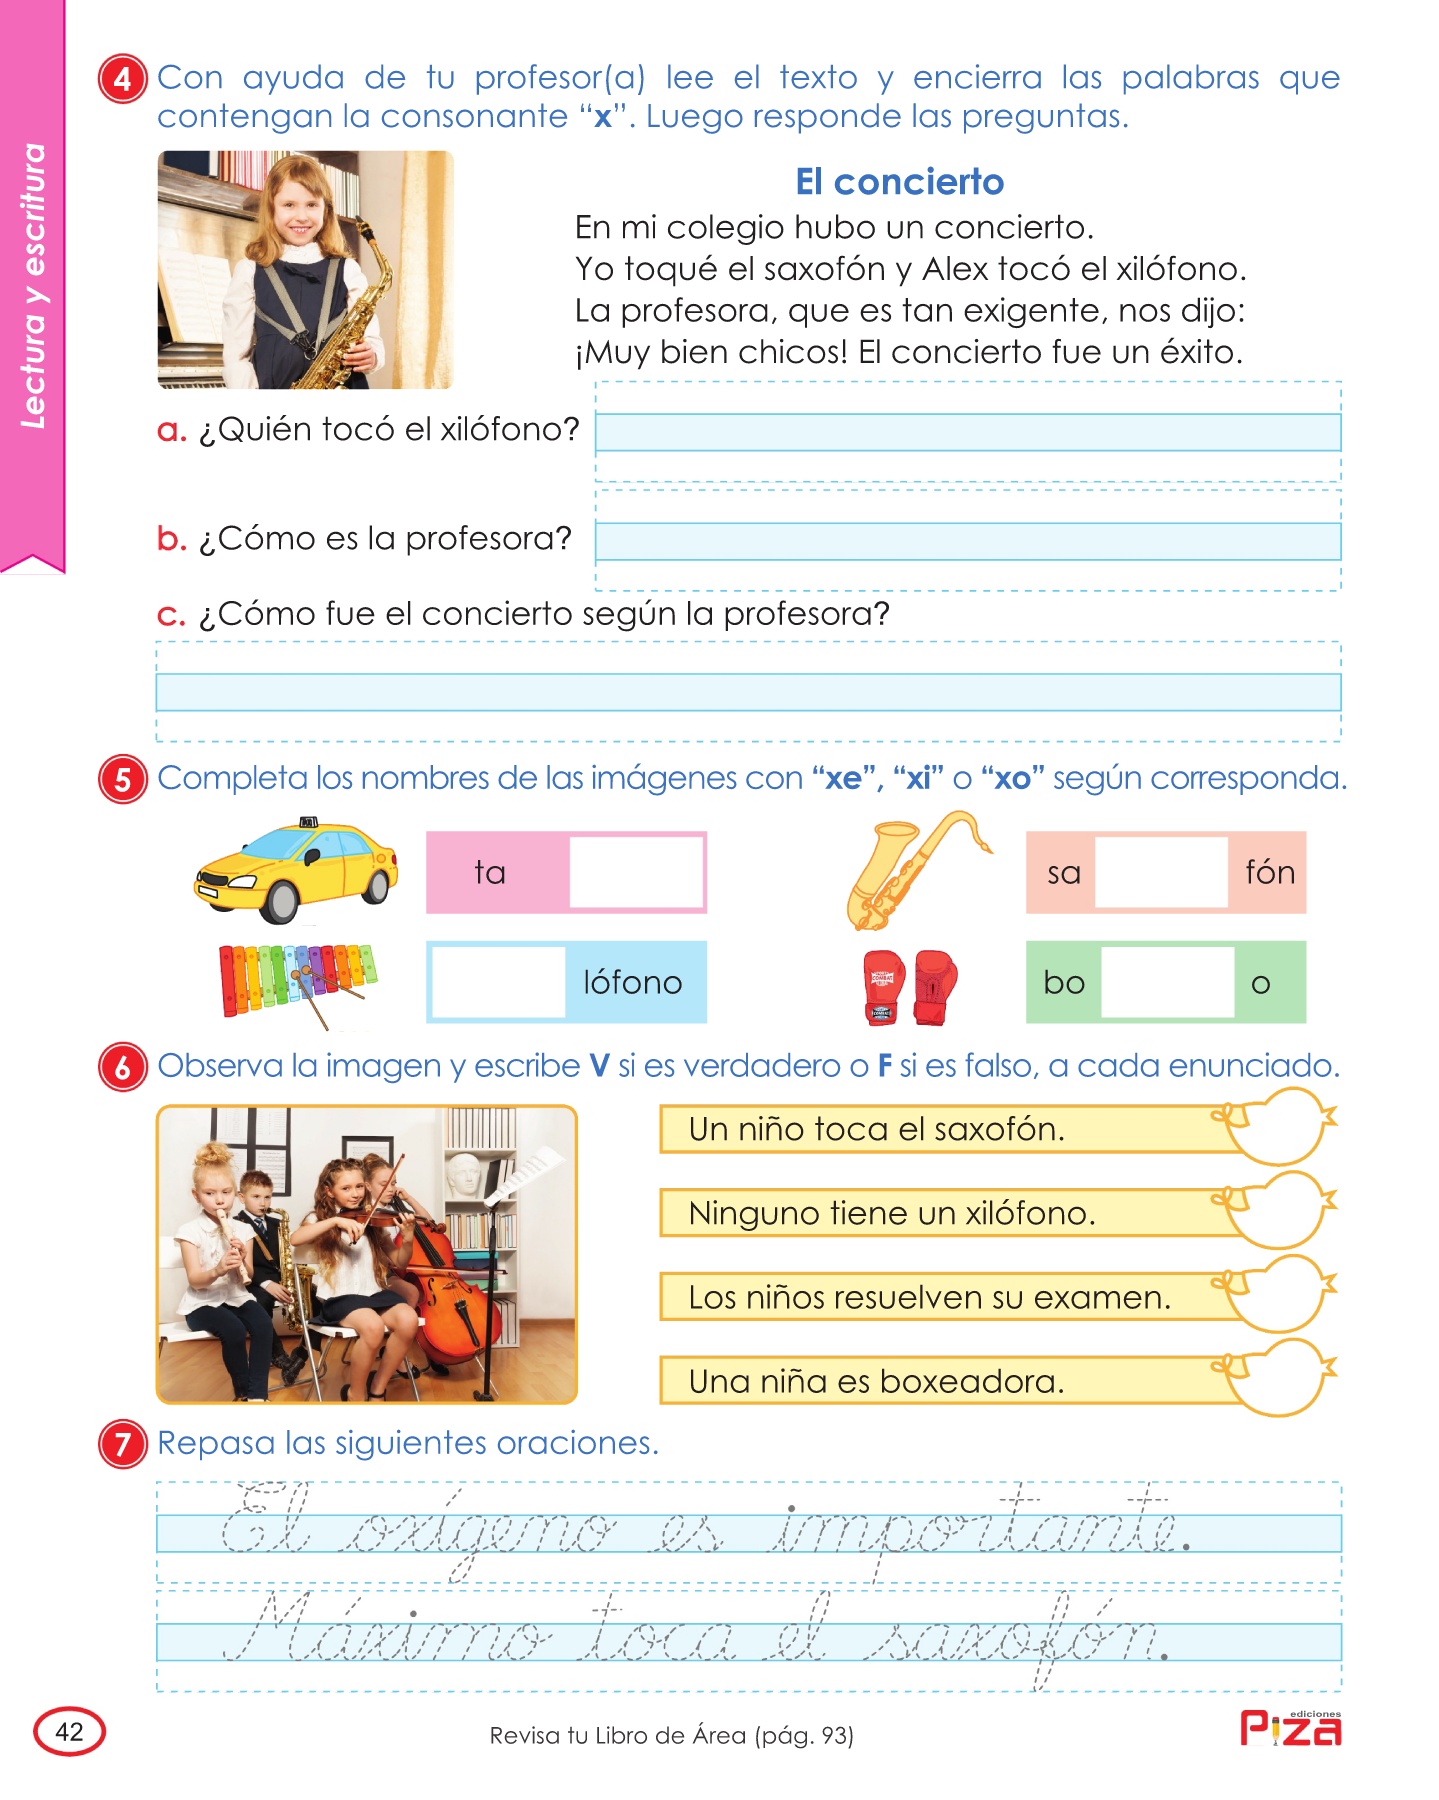 Lectura y escritura
4 Con ayuda de tu profesor(a) lee el texto y encierra las palabras que
contengan la consonante “x”. Luego responde las preguntas.
El concierto
En mi colegio hubo un concierto.
Yo toqué el saxofón y Alex tocó el xilófono.
La profesora, que es tan exigente, nos dijo:
¡Muy bien chicos! El concierto fue un éxito.
a. ¿Quién tocó el xilófono?
b. ¿Cómo es la profesora?
c. ¿Cómo fue el concierto según la profesora?
5 Completa los nombres de las imágenes con “xe”, “xi” o “xo” según corresponda.
ta
sa fón
lófono
bo o
6 Observa la imagen y escribe V si es verdadero o F si es falso, a cada enunciado.
Un niño toca el saxofón.
Ninguno tiene un xilófono.
Los niños resuelven su examen.
Una niña es boxeadora.
7 Repasa las siguientes oraciones.
El oxígeno es importante.
Máximo toca el saxofón.
42
Revisa tu Libro de Área (pág. 93)
ediciones
Piza